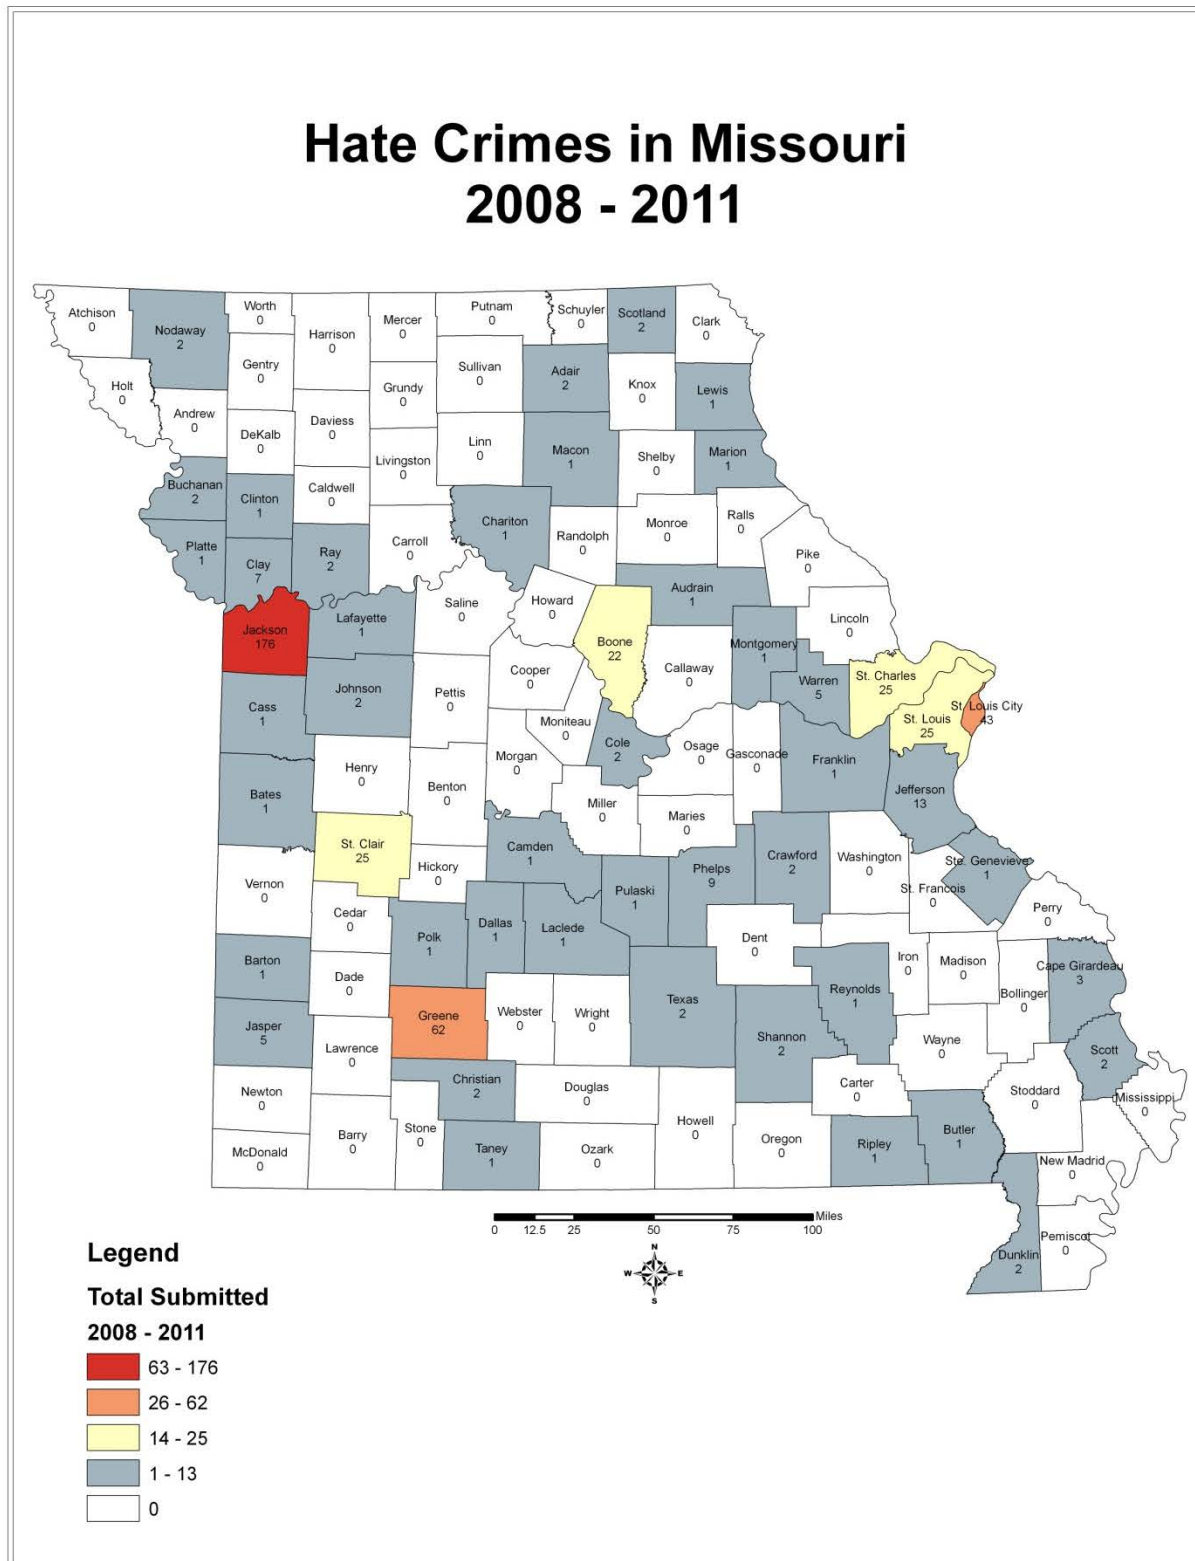 Hate Crimes in Missouri
2008 - 2011
Atchison
0
Nodaway
2
Worth
0
Harrison
0
Mercer
0
Putnam
0
Schuyler
0
Scotland
2
Clark
0
Holt
0
Gentry
0
Grundy
0
Sullivan
0
Adair
2
Knox
0
Lewis
1
Andrew
0
DeKalb
0
Daviess
0
Livingston
0
Linn
0
Macon
1
Shelby
0
Marion
1
Buchanan
2
Clinton
1
Caldwell
0
Chariton
1
Randolph
0
Monroe
0
Ralls
0
Pike
0
Platte
1
Clay
7
Ray
2
Carroll
0
Jackson
176
Lafayette
1
Saline
0
Howard
0
Boone
22
Audrain
1
Lincoln
0
Cass
1
Johnson
2
Pettis
0
Cooper
0
Moniteau
0
Callaway
0
Montgomery
1
Warren
5
St. Charles
25
St. Louis
25
St. Louis City
43
Bates
1
Henry
0
Benton
0
Morgan
0
Cole
2
Osage
0
Gasconade
0
Franklin
1
Jefferson
13
Miller
0
Maries
0
Vernon
0
St. Clair
25
Hickory
0
Camden
1
Pulaski
1
Phelps
9
Crawford
2
Washington
0
St. Francois
0
Ste. Genevieve
1
Perry
0
Cedar
0
Polk
1
Dallas
1
Laclede
1
Dent
0
Iron
0
Madison
0
Bollinger
0
Cape Girardeau
3
Barton
1
Dade
0
Greene
62
Webster
0
Wright
0
Texas
2
Shannon
2
Reynolds
1
Wayne
0
Scott
2
Jasper
5
Lawrence
0
Christian
2
Douglas
0
Howell
0
Carter
0
Stoddard
0
Mississippi
0
Newton
0
McDonald
0
Barry
0
Stone
0
Taney
1
Ozark
0
Oregon
0
Ripley
1
Butler
1
New Madrid
0
Dunklin
2
Pemiscot
0
Miles
0 12.5 25 50 75 100
N
W E
S
Legend
Total Submitted
2008 - 2011
63 - 176
26 - 62
14 - 25
1 - 13
0